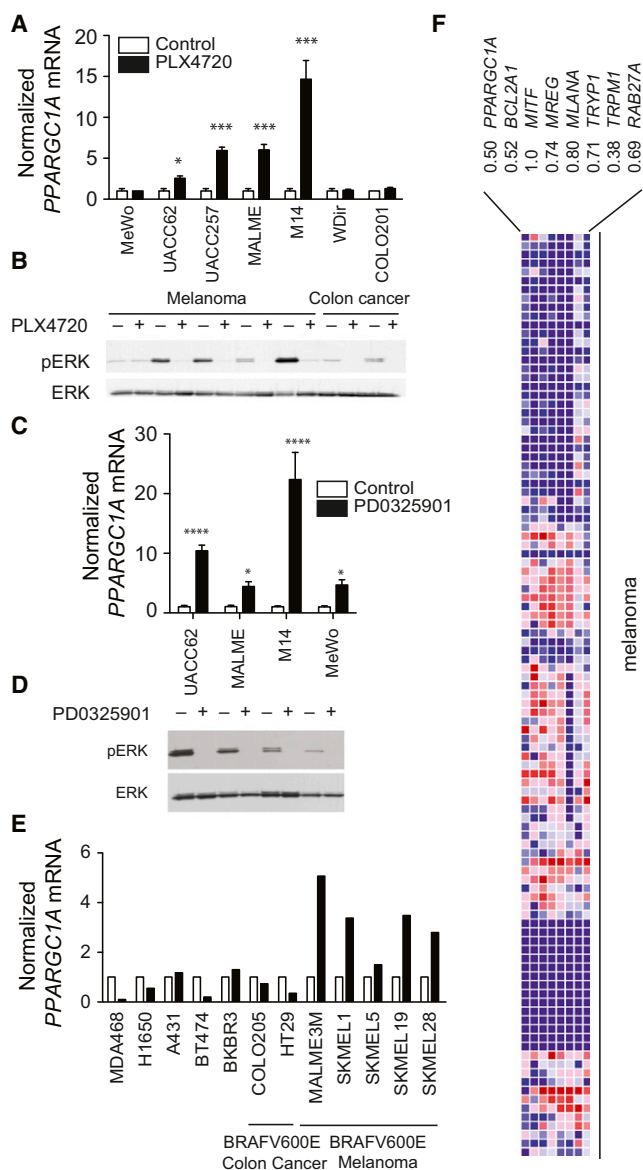 A
Normalized
PPARGC1A mRNA
Control
PLX4720
20
15
10
5
0
*
***
***
***
MeWo
UACC62
UACC257
MALME
M14
WDir
COLO201
B
Melanoma
Colon cancer
PLX4720
– + – + – + – + – + – + – +
pERK
ERK
C
Normalized
PPARGC1A mRNA
30
20
10
0
****
*
****
*
Control
PD0325901
UACC62
MALME
M14
MeWo
D
PD0325901
– + – + – + – +
pERK
ERK
E
Normalized
PPARGC1A mRNA
6
4
2
0
MDA468
H1650
A431
BT474
BKBR3
COLO205
HT29
MALME3M
SKMEL1
SKMEL5
SKMEL19
SKMEL28
BRAFV600E
Colon Cancer
BRAFV600E
Melanoma
F
0.50 PPARGC1A
0.52 BCL2A1
1.0 MITF
0.74 MREG
0.80 MLANA
0.71 TRYP1
0.38 TRPM1
0.69 RAB27A
melanoma